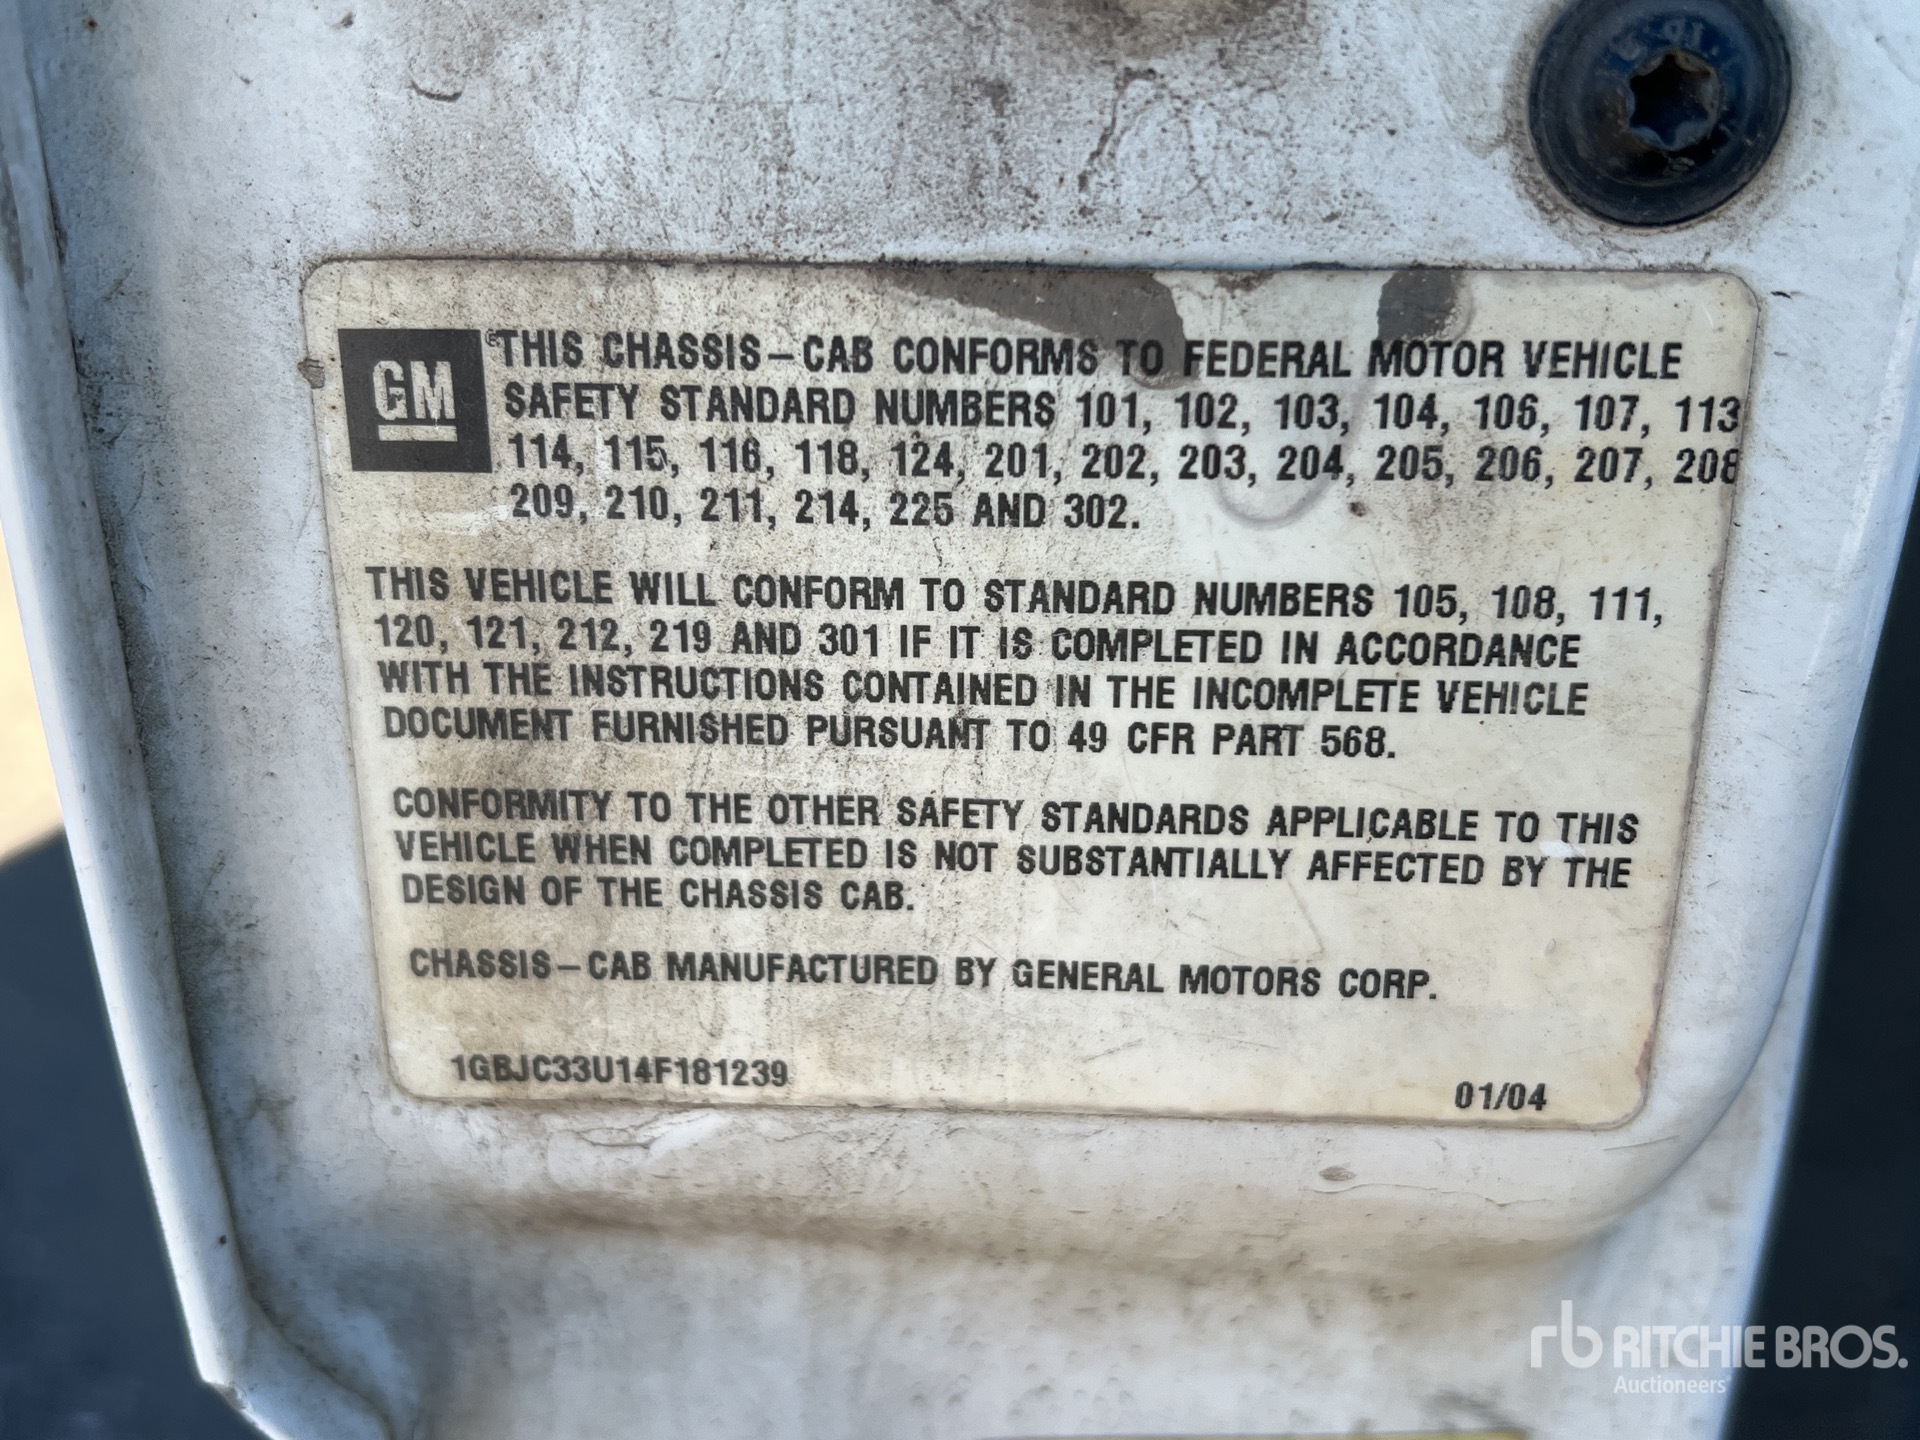 GM
© THIS CHASSIS–CAB CONFORMS TO FEDERAL MOTOR VEHICLE
SAFETY STANDARD NUMBERS 101, 102, 103, 104, 106, 107, 113
114, 115, 116, 118, 124, 201, 202, 203, 204, 205, 206, 207, 208
209, 210, 211, 214, 225 AND 302.
THIS VEHICLE WILL CONFORM TO STANDARD NUMBERS 105, 108, 111,
120, 121, 212, 219 AND 301 IF IT IS COMPLETED IN ACCORDANCE
WITH THE INSTRUCTIONS CONTAINED IN THE INCOMPLETE VEHICLE
DOCUMENT FURNISHED PURSUANT TO 49 CFR PART 568.
CONFORMITY TO THE OTHER SAFETY STANDARDS APPLICABLE TO THIS
VEHICLE WHEN COMPLETED IS NOT SUBSTANTIALLY AFFECTED BY THE
DESIGN OF THE CHASSIS CAB.
CHASSIS–CAB MANUFACTURED BY GENERAL MOTORS CORP.
1GBJC33U14F181239
01/04
rb RITCHIE BROS.
Auctioneers